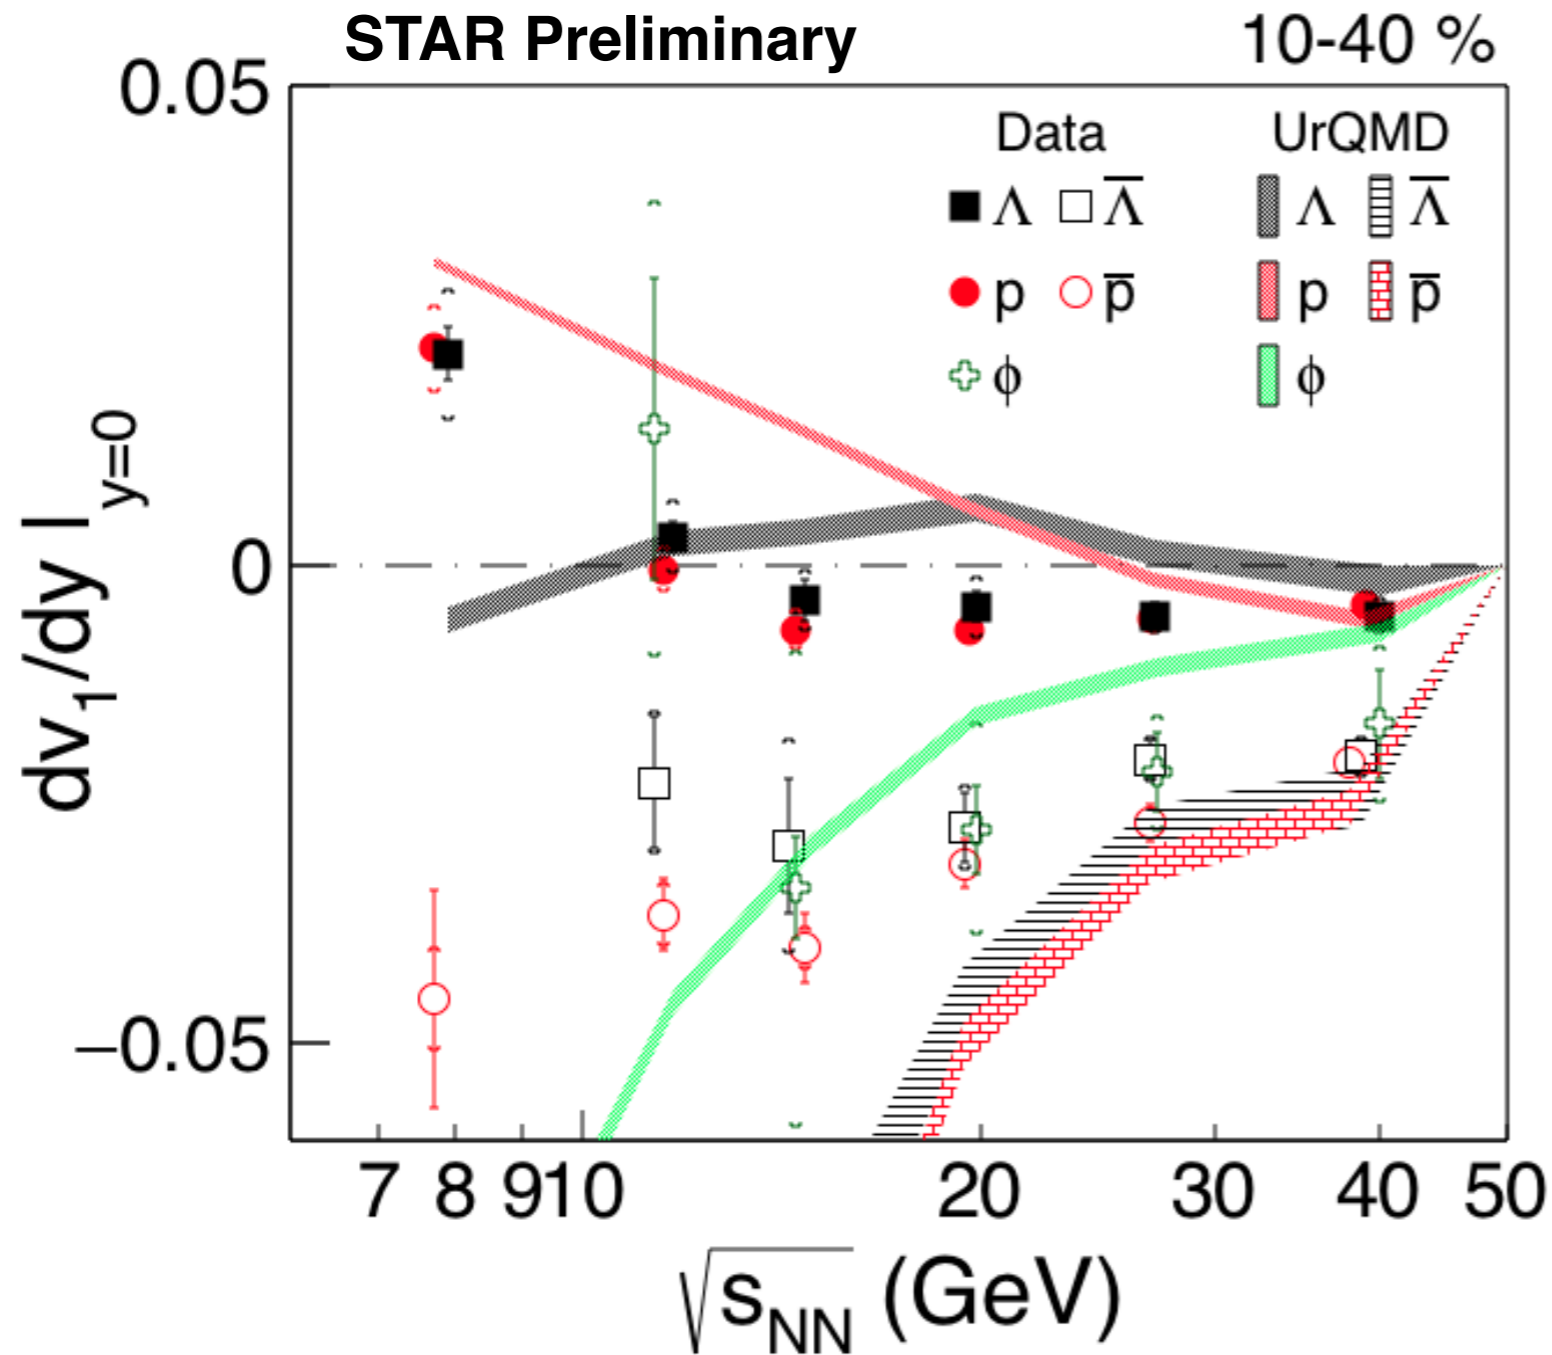 STAR Preliminary 10-40 %
0.05
Data UrQMD
Λ Λ̅ Λ Λ̅
p p̅ p p̅
ϕ ϕ
dv₁/dy |y=0
0
−0.05
7 8 9 10 20 30 40 50
√sNN (GeV)